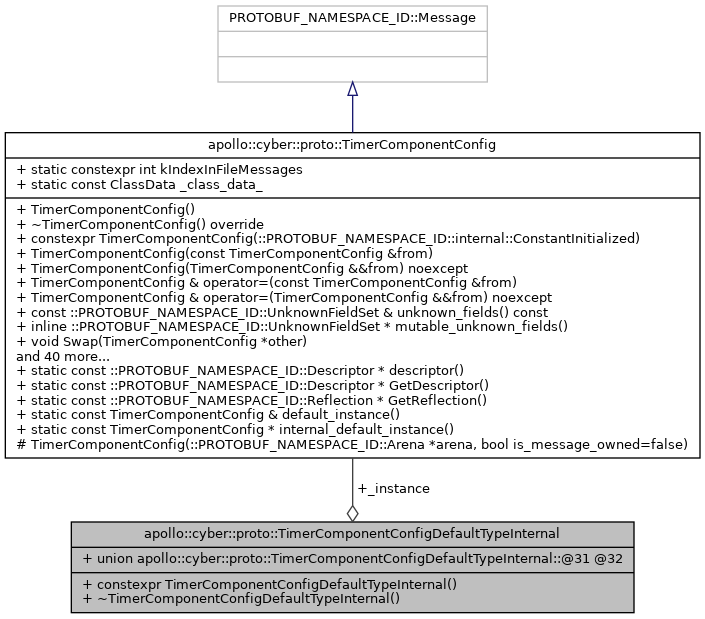 PROTOBUF_NAMESPACE_ID::Message
apollo::cyber::proto::TimerComponentConfig
+ static constexpr int kIndexInFileMessages
+ static const ClassData _class_data_
+ TimerComponentConfig()
+ ~TimerComponentConfig() override
+ constexpr TimerComponentConfig(::PROTOBUF_NAMESPACE_ID::internal::ConstantInitialized)
+ TimerComponentConfig(const TimerComponentConfig &from)
+ TimerComponentConfig(TimerComponentConfig &&from) noexcept
+ TimerComponentConfig & operator=(const TimerComponentConfig &from)
+ TimerComponentConfig & operator=(TimerComponentConfig &&from) noexcept
+ const ::PROTOBUF_NAMESPACE_ID::UnknownFieldSet & unknown_fields() const
+ inline ::PROTOBUF_NAMESPACE_ID::UnknownFieldSet * mutable_unknown_fields()
+ void Swap(TimerComponentConfig *other)
and 40 more...
+ static const ::PROTOBUF_NAMESPACE_ID::Descriptor * descriptor()
+ static const ::PROTOBUF_NAMESPACE_ID::Descriptor * GetDescriptor()
+ static const ::PROTOBUF_NAMESPACE_ID::Reflection * GetReflection()
+ static const TimerComponentConfig & default_instance()
+ static const TimerComponentConfig * internal_default_instance()
# TimerComponentConfig(::PROTOBUF_NAMESPACE_ID::Arena *arena, bool is_message_owned=false)
+_instance
apollo::cyber::proto::TimerComponentConfigDefaultTypeInternal
+ union apollo::cyber::proto::TimerComponentConfigDefaultTypeInternal::@31 @32
+ constexpr TimerComponentConfigDefaultTypeInternal()
+ ~TimerComponentConfigDefaultTypeInternal()